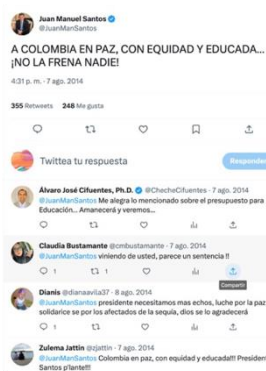 Juan Manuel Santos
@JuanManSantos
A COLOMBIA EN PAZ, CON EQUIDAD Y EDUCADA...
¡NO LA FRENA NADIE!
4:31 p. m. · 7 ago. 2014
355 Retweets 248 Me gusta
Twittea tu respuesta
Responder
Álvaro José Cifuentes, Ph.D. @ChecheCifuentes · 7 ago. 2014
@JuanManSantos Me alegra lo mencionado sobre el presupuesto para
Educación... Amanecerá y veremos...
Claudia Bustamante @cmbustamante · 7 ago. 2014
@JuanManSantos viniendo de usted, parece un sentencia !!
1 1
Compartir
Dianis @dianaavila37 · 8 ago. 2014
@JuanManSantos presidente necesitamos mas echos, luche por la paz
solidarice se por los afectados de la sequía, dios se lo agradecerá
1
Zulema Jattin @zjattin · 7 ago. 2014
@JuanManSantos Colombia en paz, con equidad y educada!!! President
Santos p'lante!!!